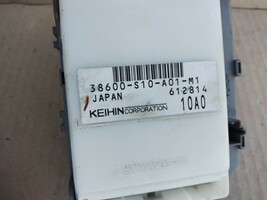 38600-S10-A01-M1
JAPAN 612814
KEIHIN CORPORATION 10A0